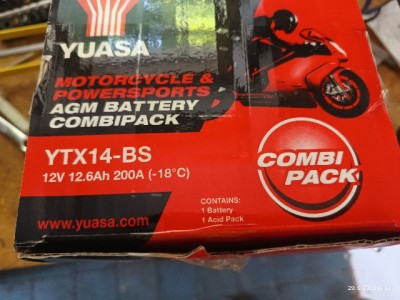 YUASA
MOTORCYCLE &
POWERSPORTS
AGM BATTERY
COMBIPACK
YTX14-BS
12V 12.6Ah 200A (-18°C)
COMBI
PACK
CONTAINS:
1 Battery
1 Acid Pack
www.yuasa.com